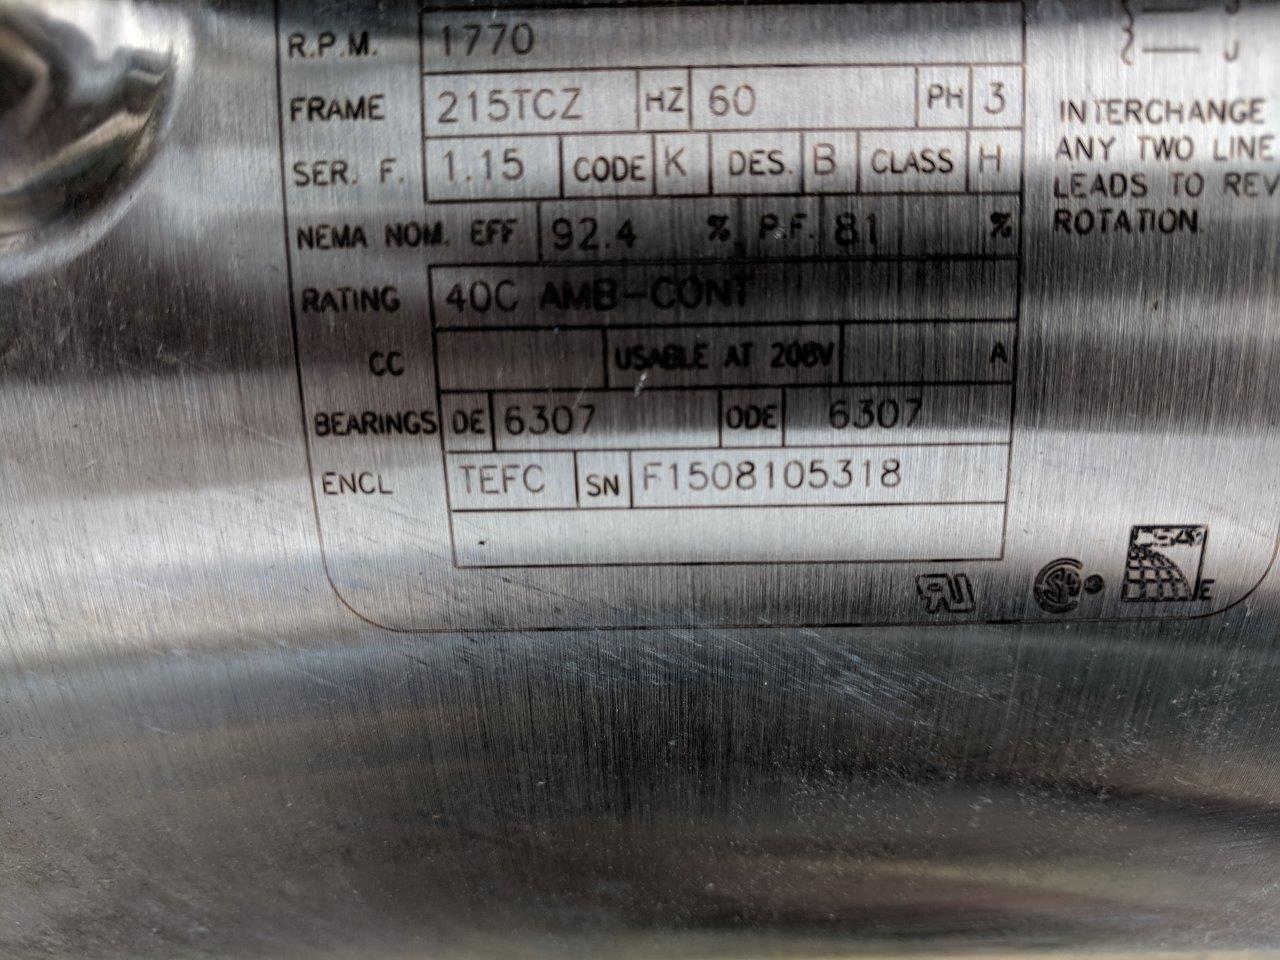 R.P.M. 1770
FRAME 215TCZ HZ 60 PH 3
SER. F. 1.15 CODE K DES. B CLASS H
NEMA NOM. EFF. 92.4 % P.F. 81 %
RATING 40C AMB-CONT
CC USABLE AT 208V A
BEARINGS DE 6307 ODE 6307
ENCL TEFC SN F1508105318
J
INTERCHANGE
ANY TWO LINE
LEADS TO REV
ROTATION.